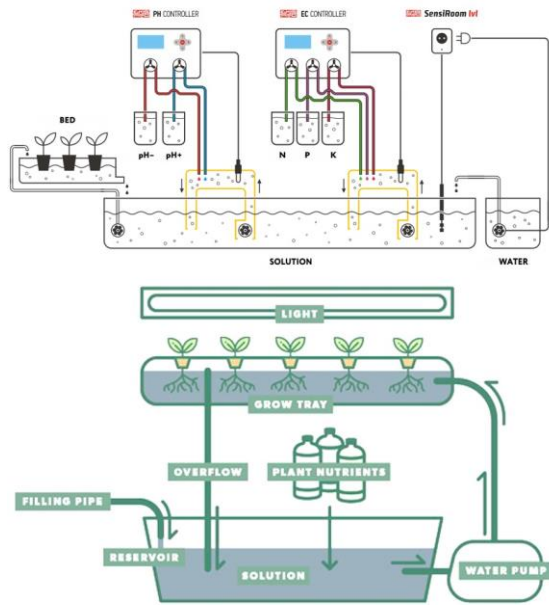 PH CONTROLLER
EC CONTROLLER
SensiRoom lvl
BED
pH−
pH+
N
P
K
SOLUTION
WATER
LIGHT
GROW TRAY
OVERFLOW
PLANT NUTRIENTS
FILLING PIPE
RESERVOIR
SOLUTION
WATER PUMP